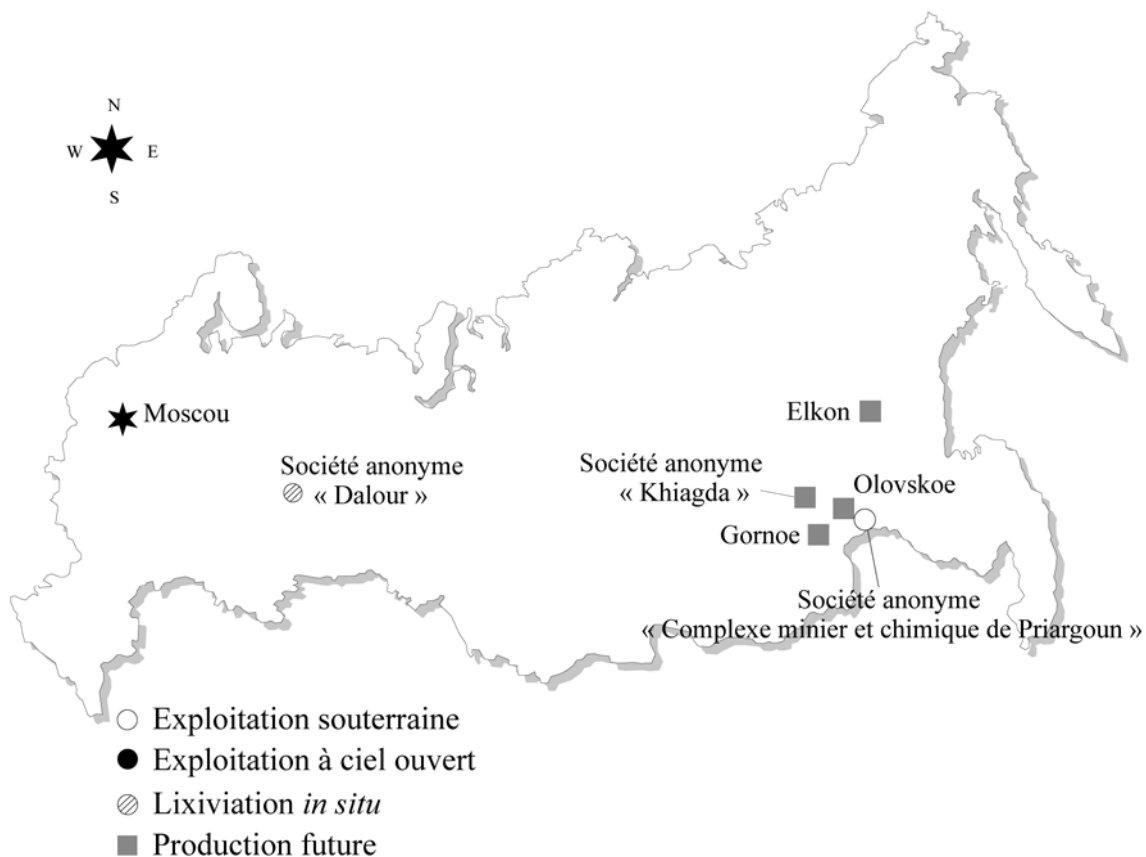 N
W E
S
Moscou
Elkon
Société anonyme
« Dalour »
Société anonyme
« Khiagda »
Olovskoe
Gornoe
Société anonyme
« Complexe minier et chimique de Priargoun »
Exploitation souterraine
Exploitation à ciel ouvert
Lixiviation in situ
Production future